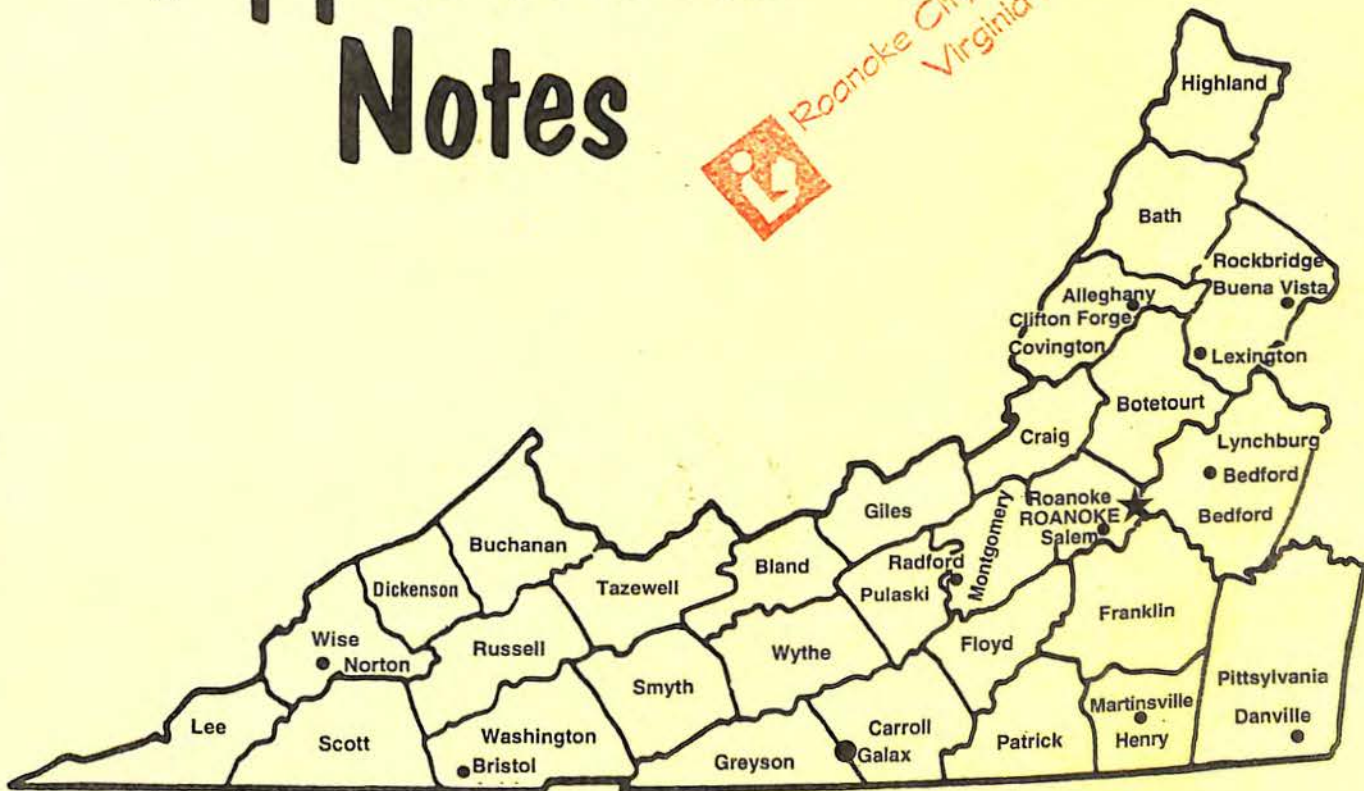 Notes
Roanoke City
Virginia
Highland
Bath
Rockbridge
Buena Vista
Alleghany
Clifton Forge
Covington
Lexington
Botetourt
Craig
Lynchburg
Bedford
Bedford
Giles
Montgomery
Roanoke
ROANOKE
Salem
Buchanan
Dickenson
Tazewell
Bland
Radford
Pulaski
Franklin
Wise
Norton
Russell
Wythe
Floyd
Smyth
Pittsylvania
Danville
Lee
Scott
Washington
Bristol
Greyson
Carroll
Galax
Patrick
Martinsville
Henry